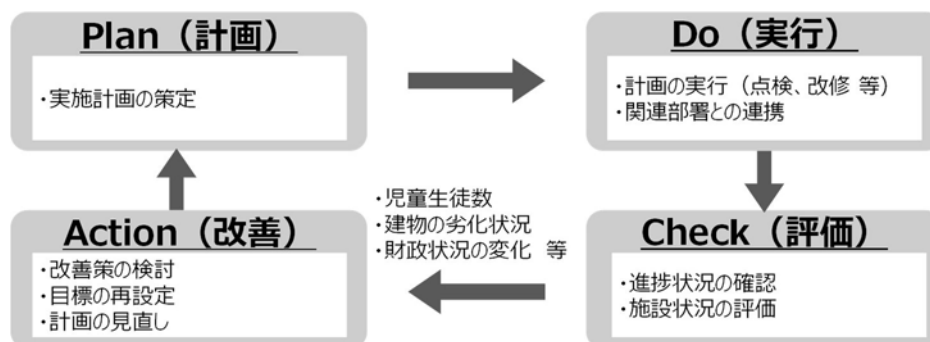 Plan（計画）
・実施計画の策定
Do（実行）
・計画の実行（点検、改修 等）
・関連部署との連携
Check（評価）
・進捗状況の確認
・施設状況の評価
・児童生徒数
・建物の劣化状況
・財政状況の変化 等
Action（改善）
・改善策の検討
・目標の再設定
・計画の見直し